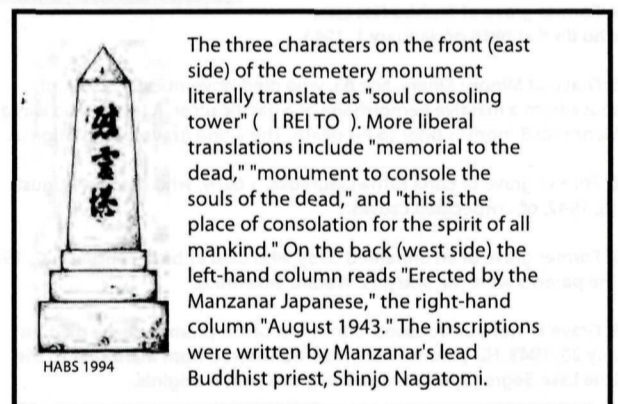 The three characters on the front (east
side) of the cemetery monument
literally translate as "soul consoling
tower" ( IREI TO ). More liberal
translations include "memorial to the
dead," "monument to console the
souls of the dead," and "this is the
place of consolation for the spirit of all
mankind." On the back (west side) the
left-hand column reads "Erected by the
Manzanar Japanese," the right-hand
column "August 1943." The inscriptions
were written by Manzanar's lead
Buddhist priest, Shinjo Nagatomi.
HABS 1994